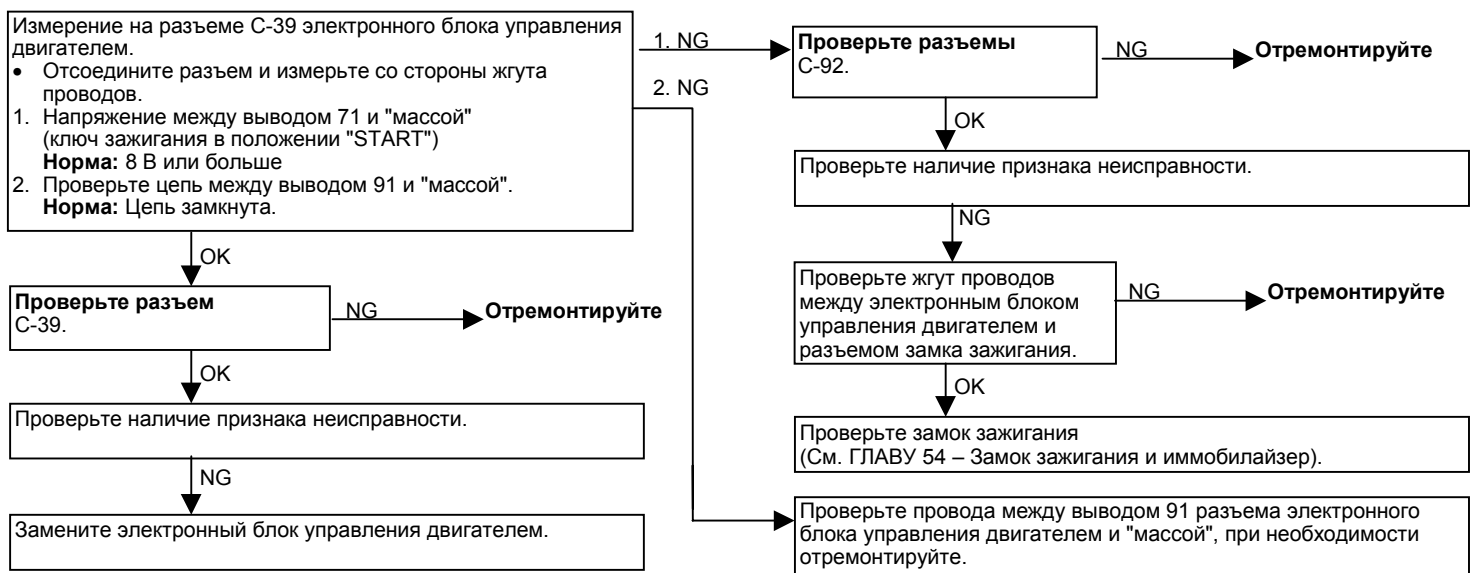 Измерение на разъеме С-39 электронного блока управления
двигателем.
• Отсоедините разъем и измерьте со стороны жгута
проводов.
1. Напряжение между выводом 71 и "массой"
(ключ зажигания в положении "START")
Норма: 8 В или больше
2. Проверьте цепь между выводом 91 и "массой".
Норма: Цепь замкнута.
OK
Проверьте разъем
С-39.
NG
Отремонтируйте
OK
Проверьте наличие признака неисправности.
NG
Замените электронный блок управления двигателем.
1. NG
2. NG
Проверьте разъемы
С-92.
NG
Отремонтируйте
OK
Проверьте наличие признака неисправности.
NG
Проверьте жгут проводов
между электронным блоком
управления двигателем и
разъемом замка зажигания.
NG
Отремонтируйте
OK
Проверьте замок зажигания
(См. ГЛАВУ 54 – Замок зажигания и иммобилайзер).
Проверьте провода между выводом 91 разъема электронного
блока управления двигателем и "массой", при необходимости
отремонтируйте.